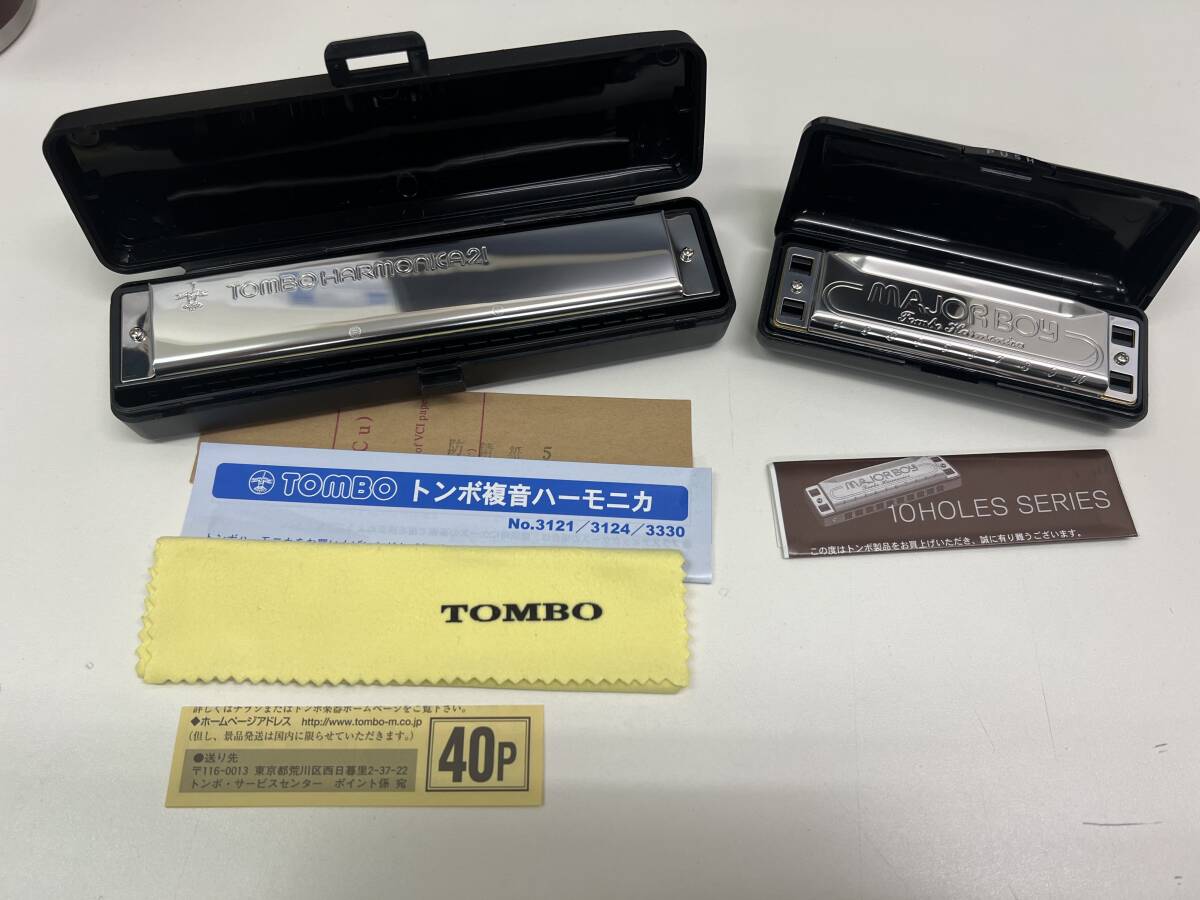 PUSH
TOMBO HARMONICA 21
MAJOR BOY
Tombo Harmonica
(Cu)
of VCI paper
防錆紙 5
TOMBO トンボ複音ハーモニカ
No.3121/3124/3330
MAJOR BOY
10HOLES SERIES
この度はトンボ製品をお買上げいただき、誠に有り難うございます。
TOMBO
詳しくはチラシまたはトンボ楽器ホームページをご覧下さい。
◆ホームページアドレス http://www.tombo-m.co.jp
(但し、景品発送は国内に限らせていただきます。)
40P
●送り先
〒116-0013 東京都荒川区西日暮里2-37-22
トンボ・サービスセンター ポイント係 宛